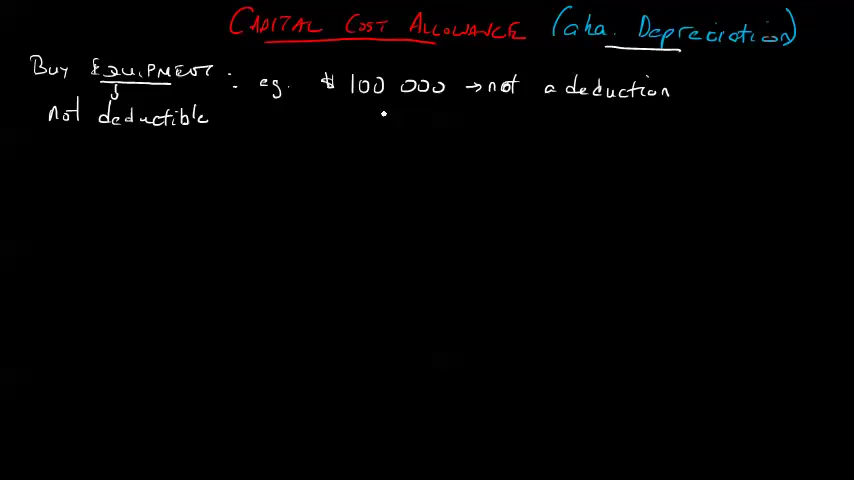 CAPITAL COST ALLOWANCE (aka. Depreciation)
BUY EQUIPMENT : eg. $100 000 → not a deduction
↓
not deductible